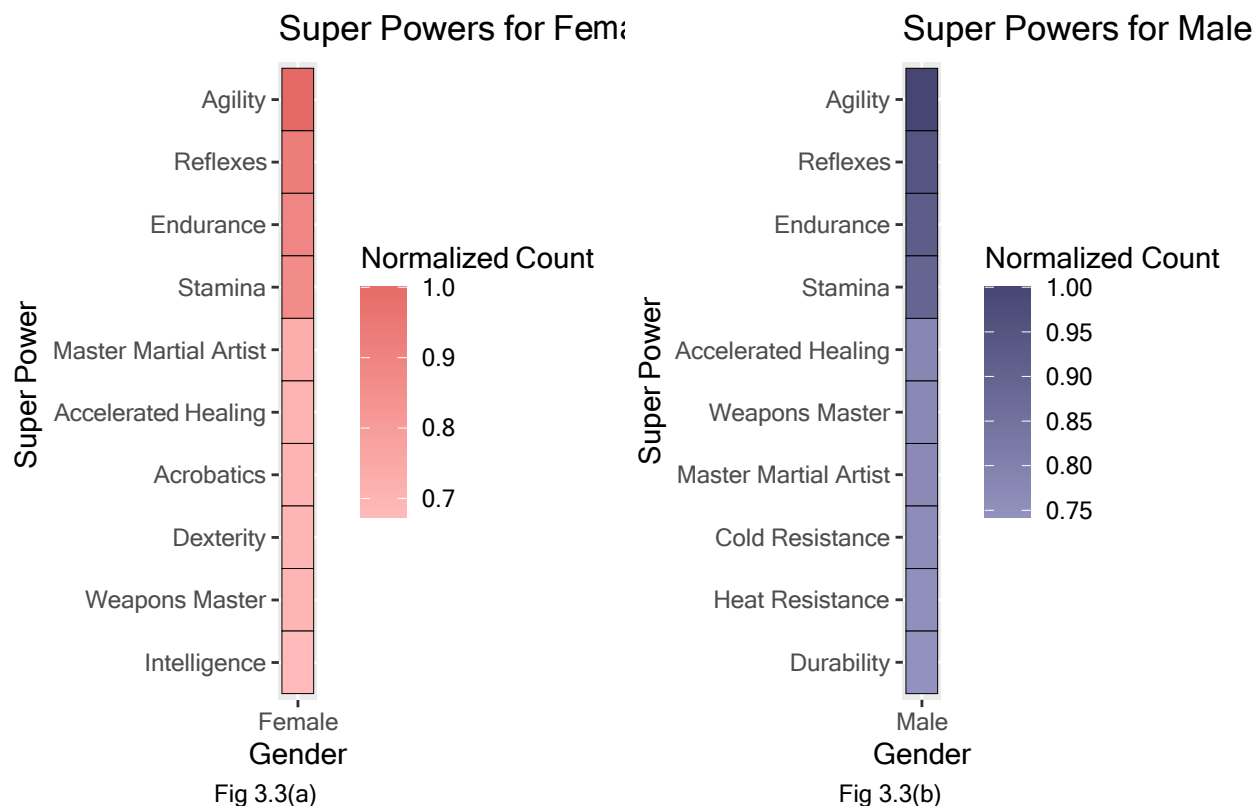 Super Powers for Fema
Super Power
Agility
Reflexes
Endurance
Stamina
Master Martial Artist
Accelerated Healing
Acrobatics
Dexterity
Weapons Master
Intelligence
Female
Gender
Normalized Count
1.0
0.9
0.8
0.7
Fig 3.3(a)
Super Powers for Male
Super Power
Agility
Reflexes
Endurance
Stamina
Accelerated Healing
Weapons Master
Master Martial Artist
Cold Resistance
Heat Resistance
Durability
Male
Gender
Normalized Count
1.00
0.95
0.90
0.85
0.80
0.75
Fig 3.3(b)